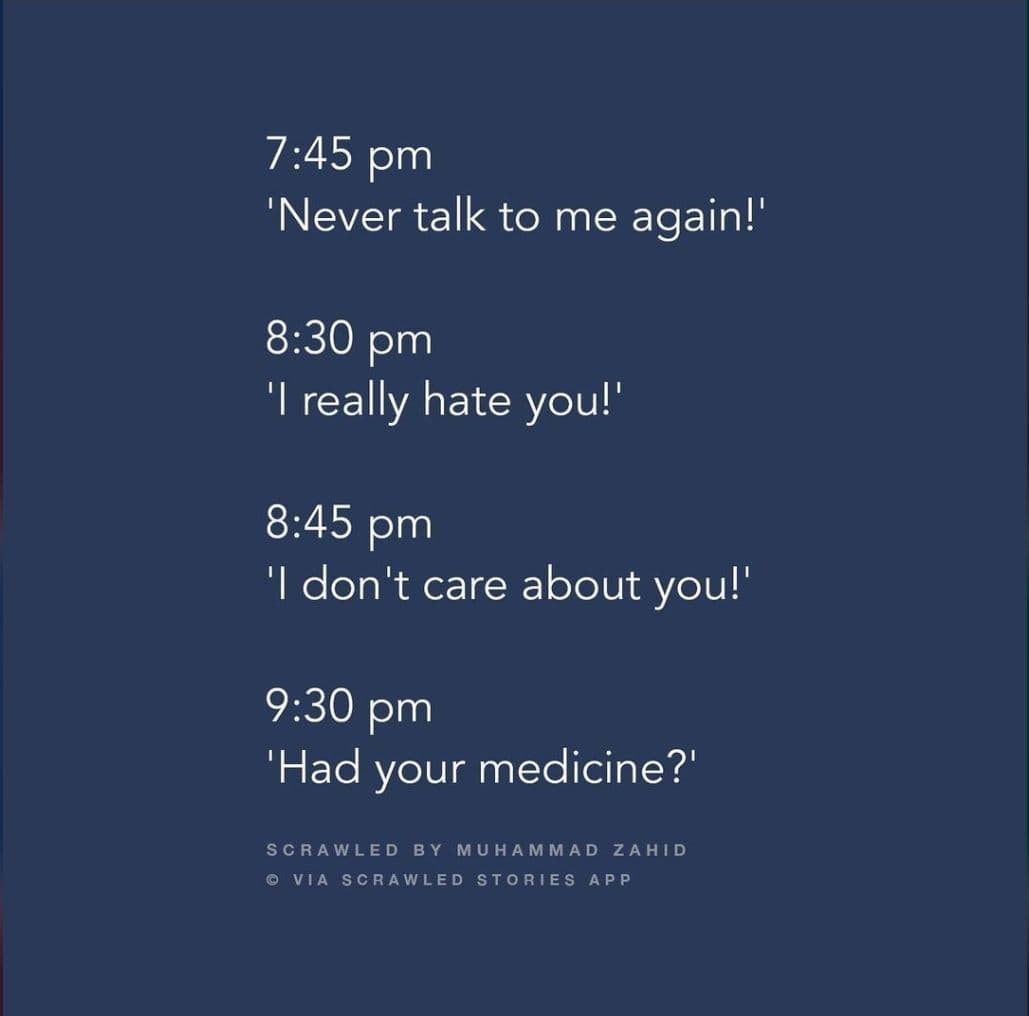 7:45 pm
'Never talk to me again!'
8:30 pm
'I really hate you!'
8:45 pm
'I don't care about you!'
9:30 pm
'Had your medicine?'
SCRAWLED BY MUHAMMAD ZAHID
© VIA SCRAWLED STORIES APP